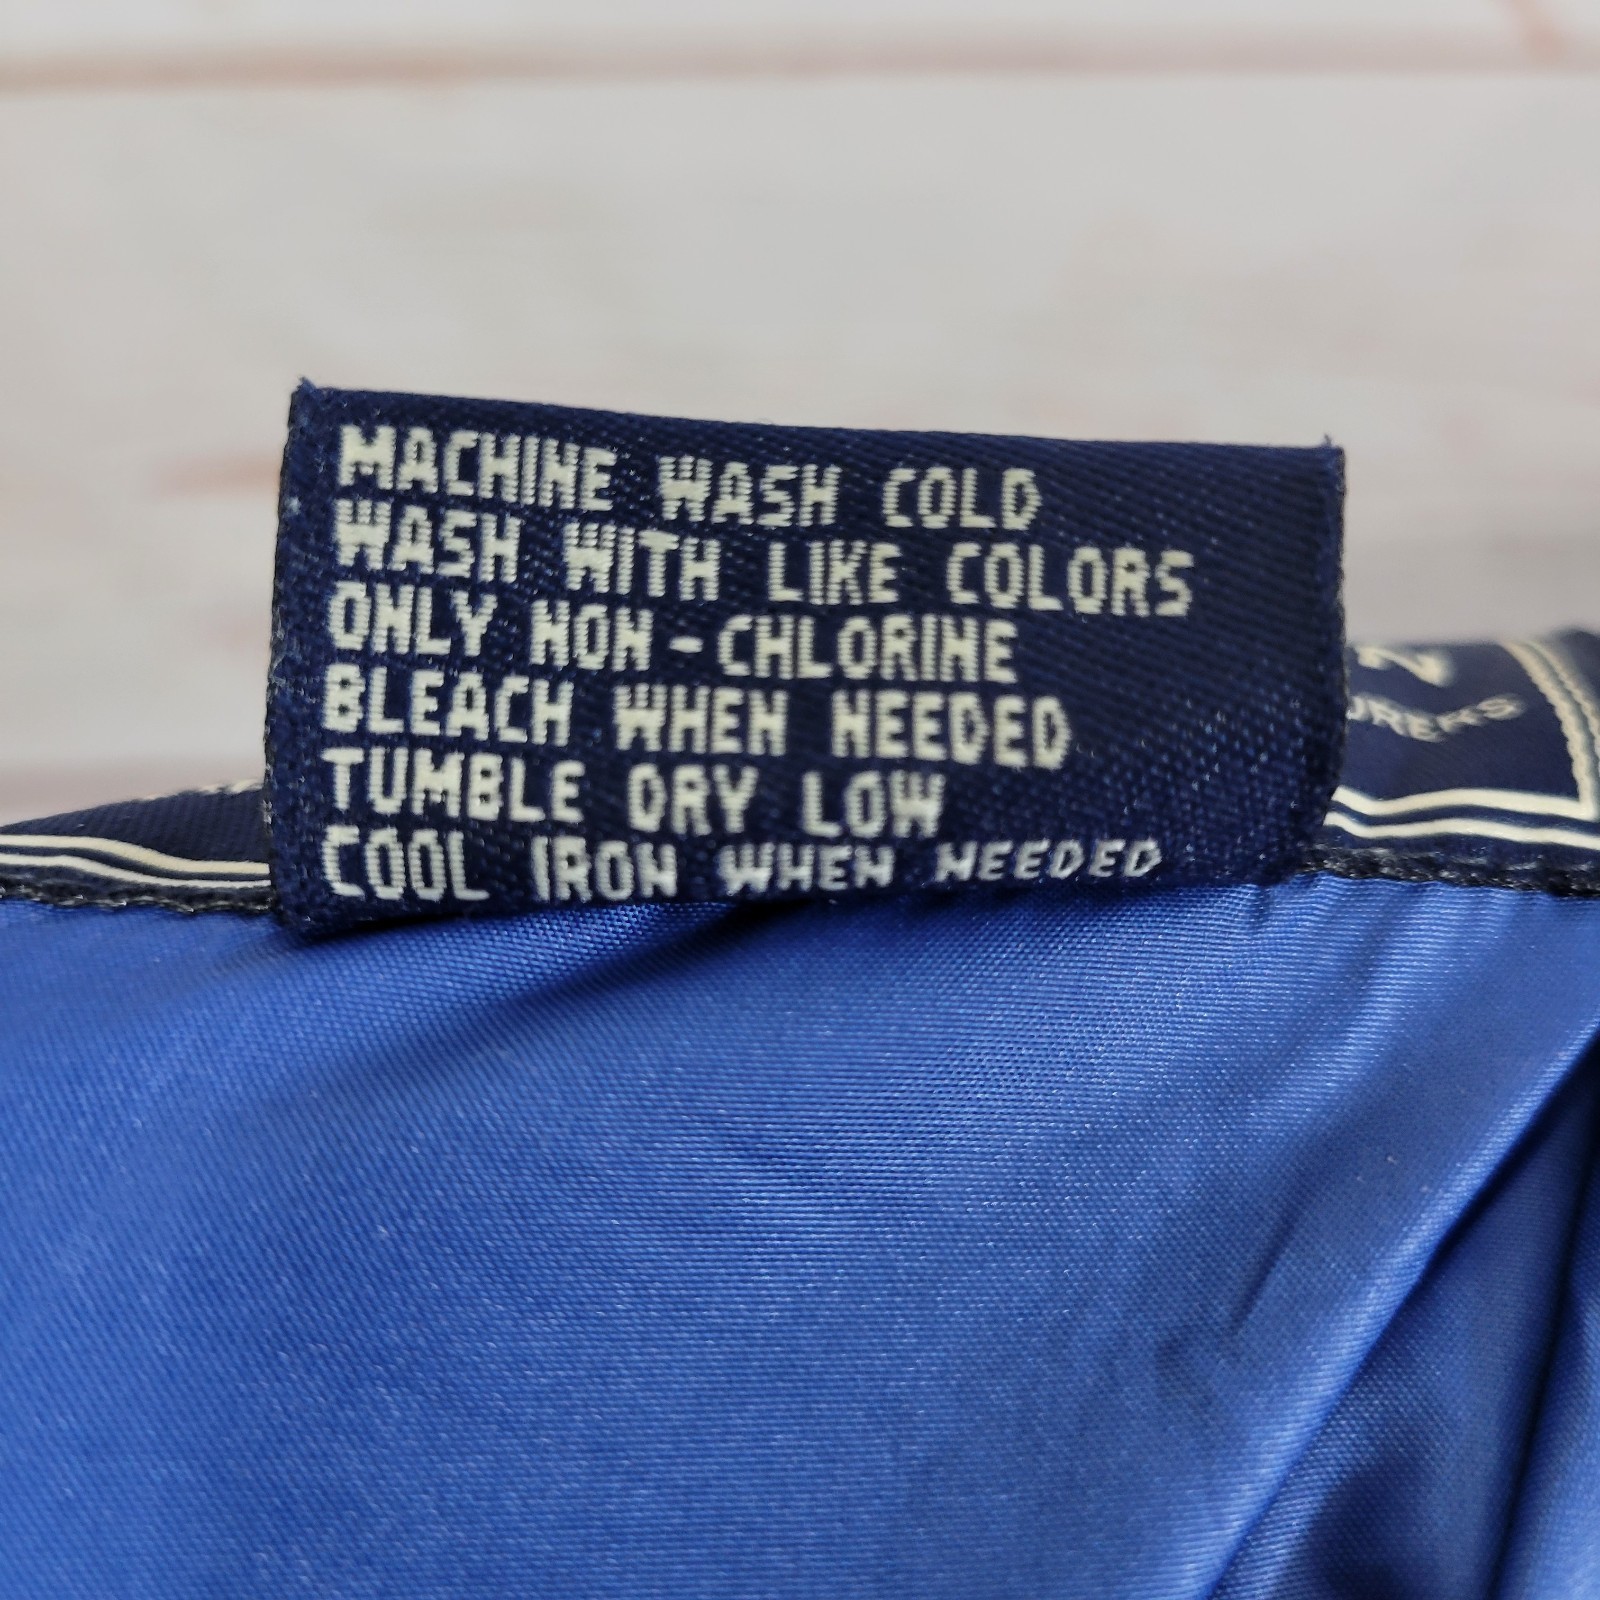 MACHINE WASH COLD
WASH WITH LIKE COLORS
ONLY NON-CHLORINE
BLEACH WHEN NEEDED
TUMBLE DRY LOW
COOL IRON WHEN NEEDED
2